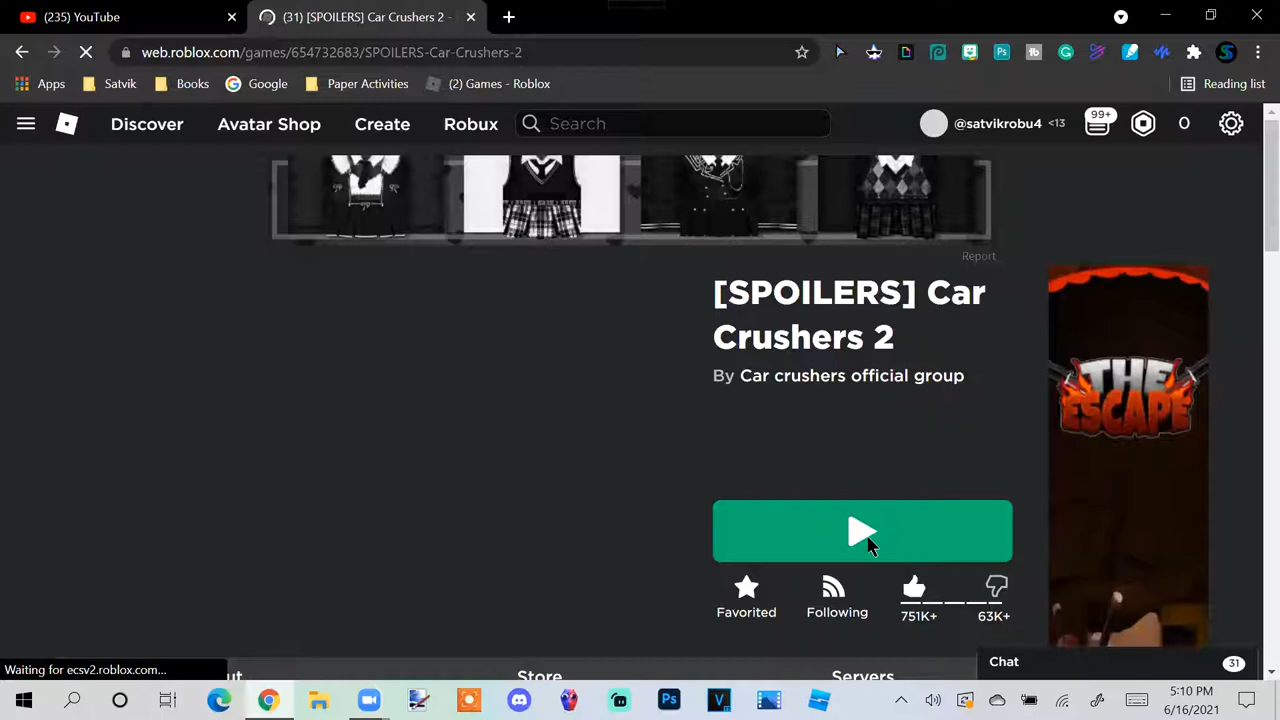 (235) YouTube
(31) [SPOILERS] Car Crushers 2 -
web.roblox.com/games/654732683/SPOILERS-Car-Crushers-2
Apps Satvik Books Google Paper Activities (2) Games - Roblox Reading list
Discover Avatar Shop Create Robux Search @satvikrobu4 <13 99+ 0
Report
[SPOILERS] Car
Crushers 2
By Car crushers official group
THE
ESCAPE
Favorited Following 751K+ 63K+
Waiting for ecsv2.roblox.com...
ut Store Servers
Chat 31
5:10 PM
6/16/2021